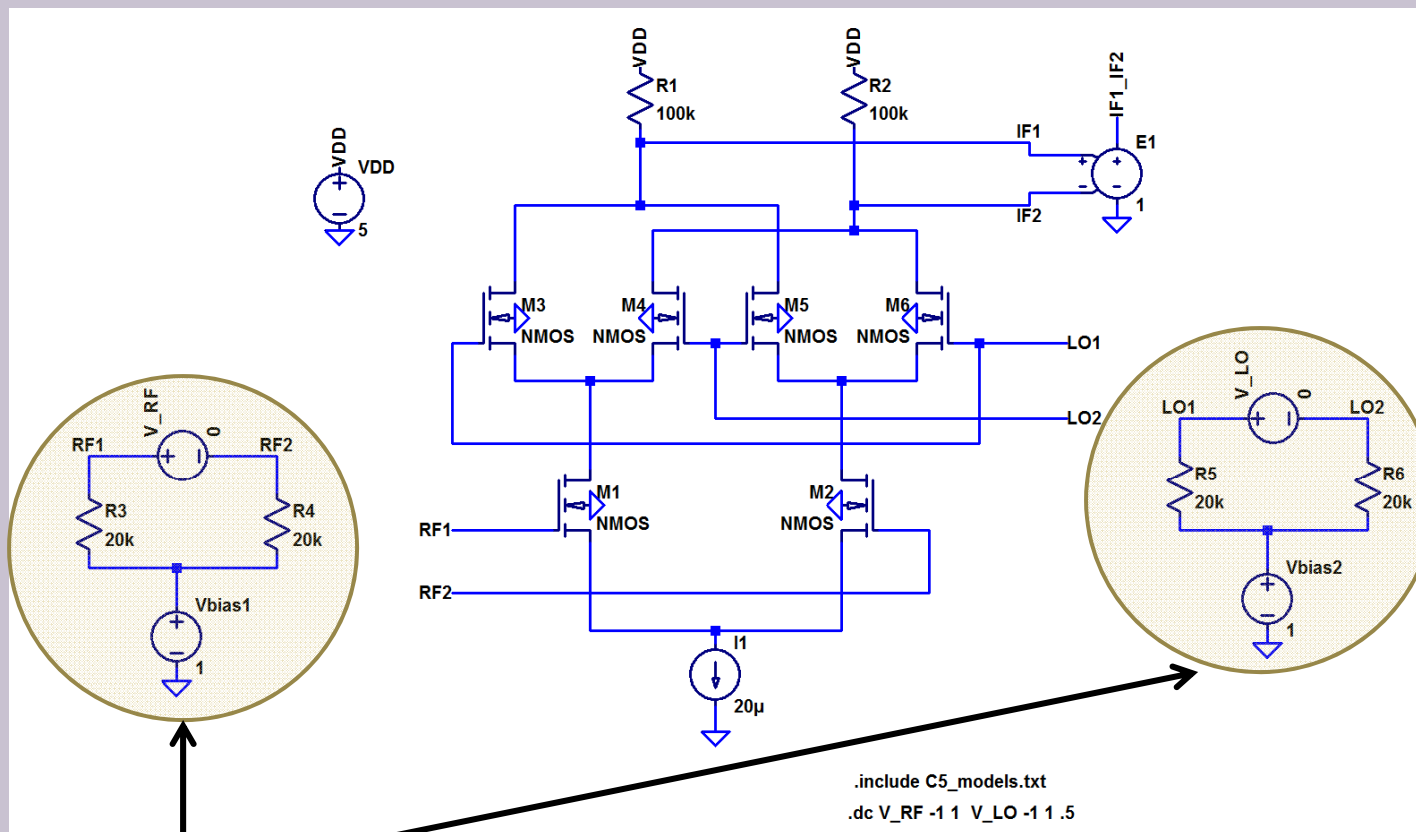 VDD
R1
100k
VDD
R2
100k
IF1_IF2
IF1
E1
+
+
-
-
IF2
1
VDD
VDD
+
-
5
M3
NMOS
M4
NMOS
M5
NMOS
M6
NMOS
LO1
LO2
V_RF
0
RF1
RF2
+
-
R3
20k
R4
20k
Vbias1
+
-
1
V_LO
0
LO1
LO2
+
-
R5
20k
R6
20k
Vbias2
+
-
1
M1
NMOS
M2
NMOS
RF1
RF2
I1
20µ
.include C5_models.txt
.dc V_RF -1 1 V_LO -1 1 .5